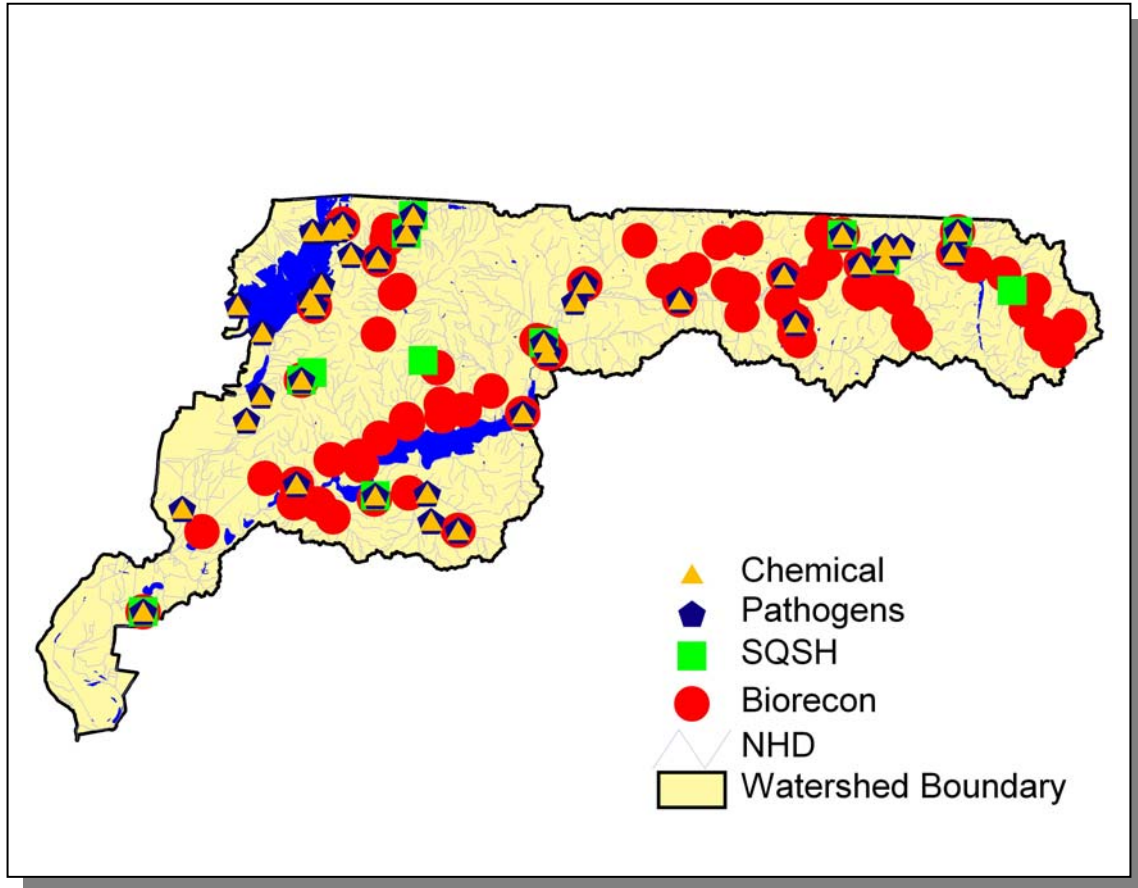 Chemical
Pathogens
SQSH
Biorecon
NHD
Watershed Boundary